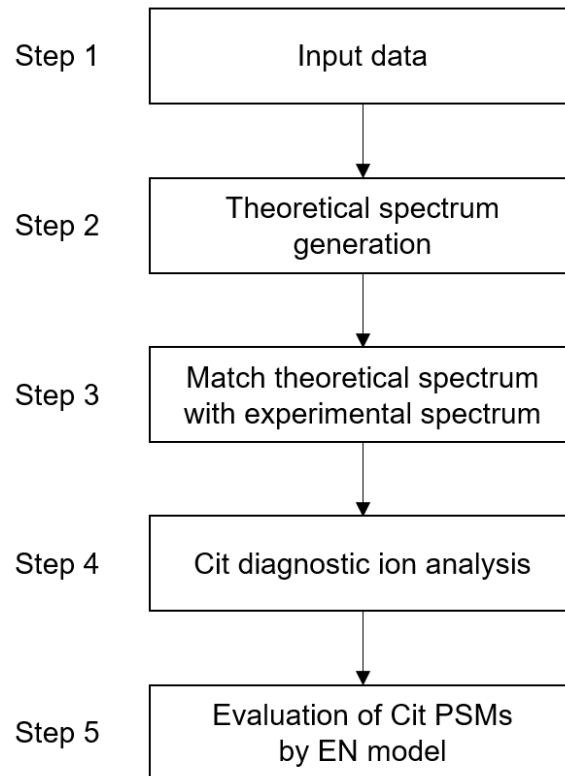 Step 1
Input data
Step 2
Theoretical spectrum
generation
Step 3
Match theoretical spectrum
with experimental spectrum
Step 4
Cit diagnostic ion analysis
Step 5
Evaluation of Cit PSMs
by EN model